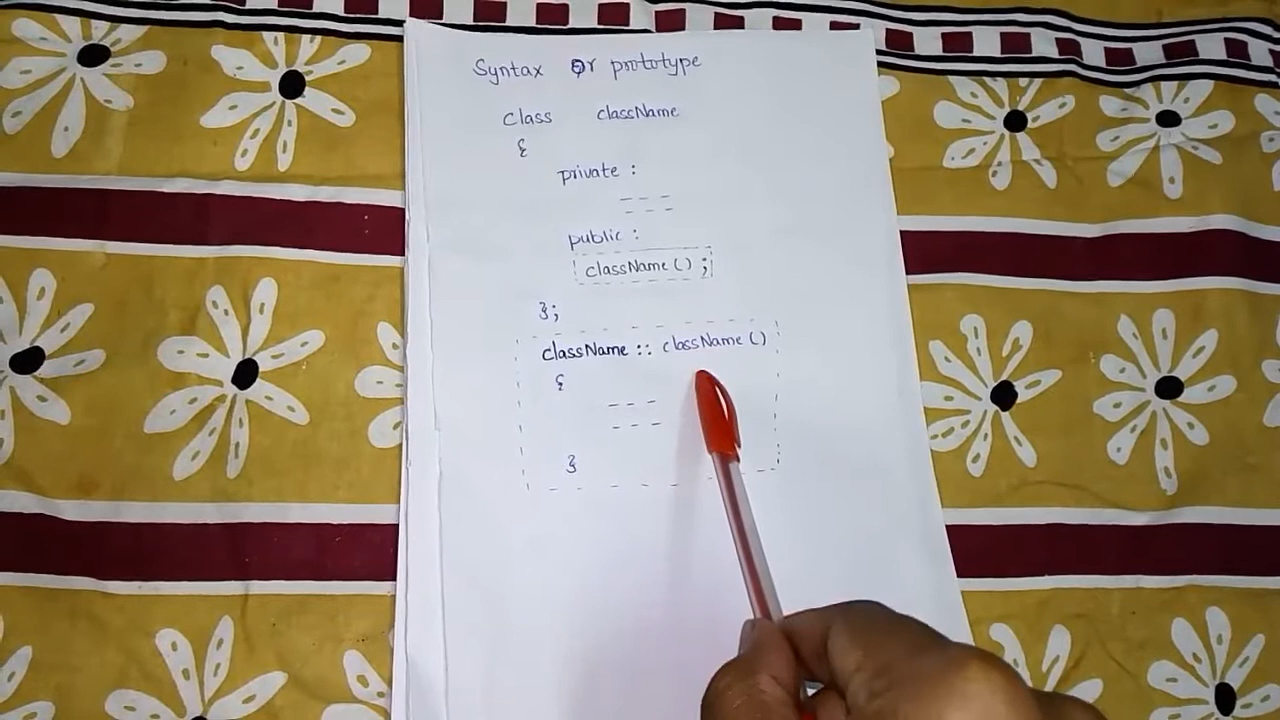 Syntax Or prototype
class className
{
private :
- - -
- - -
public :
className() ;
};
className :: className()
{
- - -
- - -
}